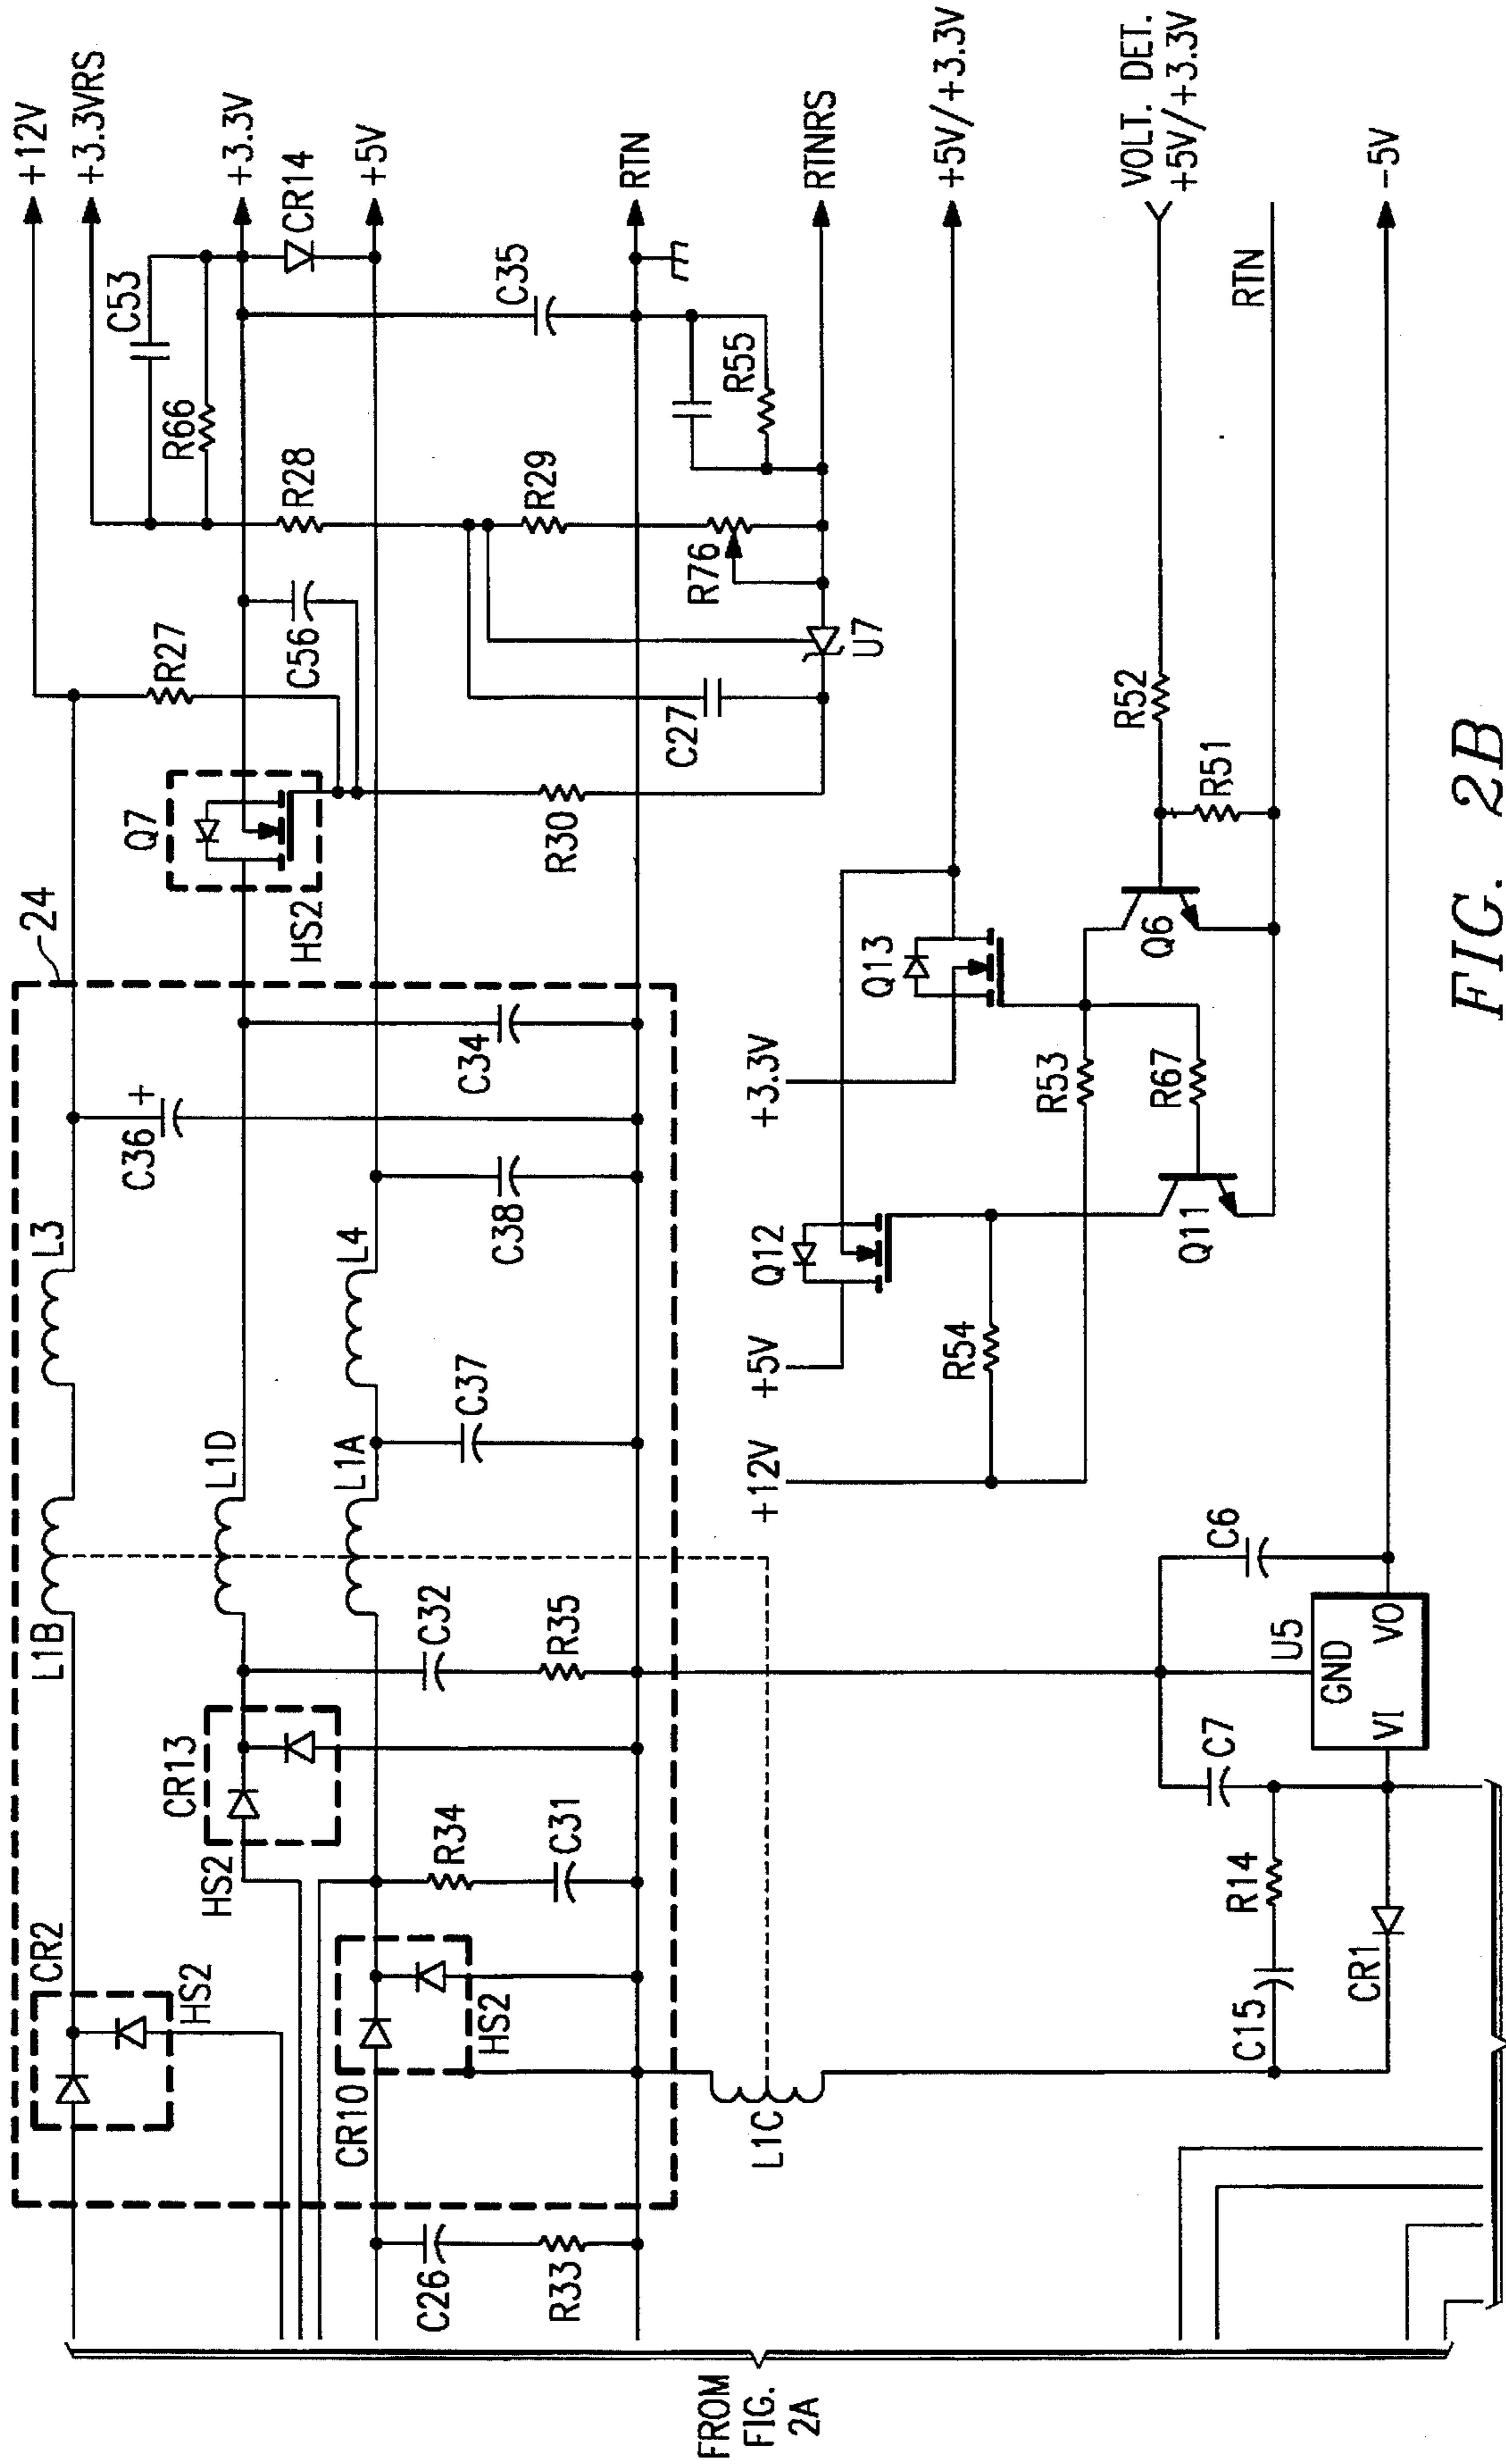 +12V
+3.3VRS
+3.3V
CR14
+5V
RTN
RTNRS
+5V/+3.3V
VOLT. DET.
+5V/+3.3V
RTN
-5V
C53
R66
C35
R55
R28
R29
R76
U7
R27
C56
C27
R52
R51
Q7
HS2
R30
24
Q13
Q6
+3.3V
R53
R67
C34
C36
+
C38
L3
L4
Q12
Q11
+5V
R54
+12V
C37
L1D
L1A
L1B
C32
R35
C6
U5
GND
VO
VI
C7
CR13
HS2
R34
C31
R14
CR2
HS2
HS2
CR10
C15
CR1
L1C
C26
R33
FROM
FIG.
2A
FIG. 2B